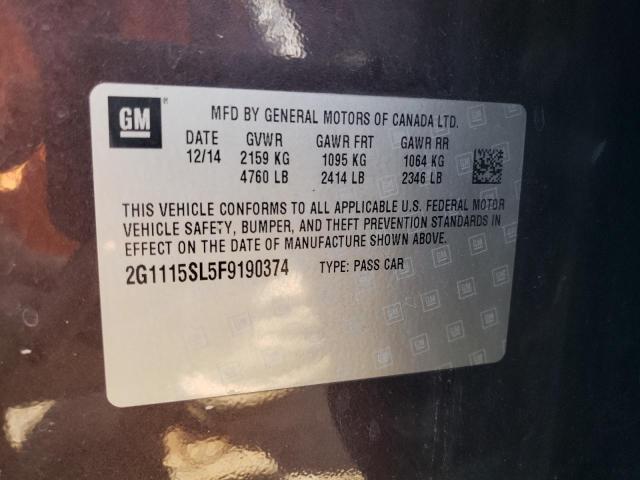 GM
MFD BY GENERAL MOTORS OF CANADA LTD.
DATE GVWR GAWR FRT GAWR RR
12/14 2159 KG 1095 KG 1064 KG
4760 LB 2414 LB 2346 LB
THIS VEHICLE CONFORMS TO ALL APPLICABLE U.S. FEDERAL MOTOR
VEHICLE SAFETY, BUMPER, AND THEFT PREVENTION STANDARDS IN
EFFECT ON THE DATE OF MANUFACTURE SHOWN ABOVE.
2G1115SL5F9190374 TYPE: PASS CAR